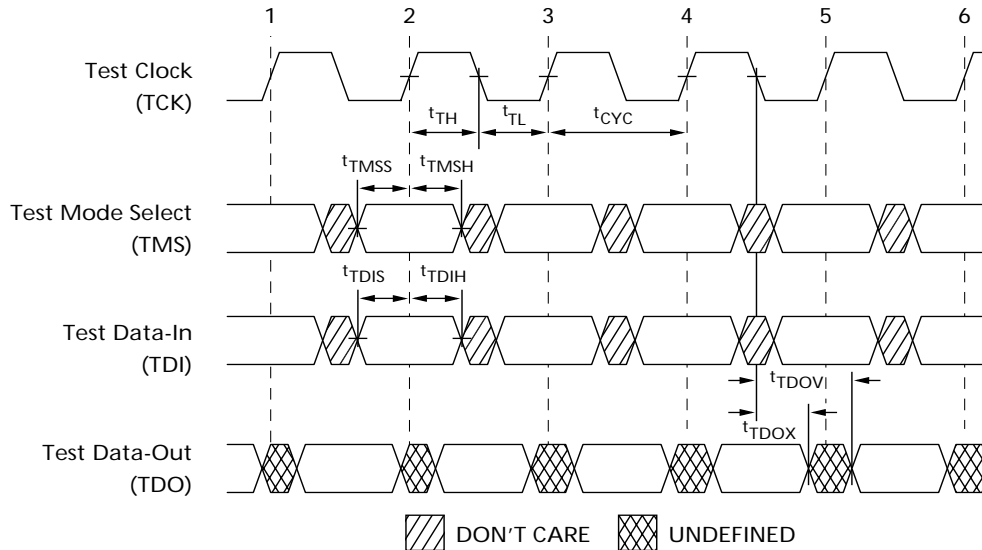 1 2 3 4 5 6
Test Clock
(TCK)
tTH tTL tCYC
tTMSS tTMSH
Test Mode Select
(TMS)
tTDIS tTDIH
Test Data-In
(TDI)
tTDOV
tTDOX
Test Data-Out
(TDO)
DON'T CARE UNDEFINED